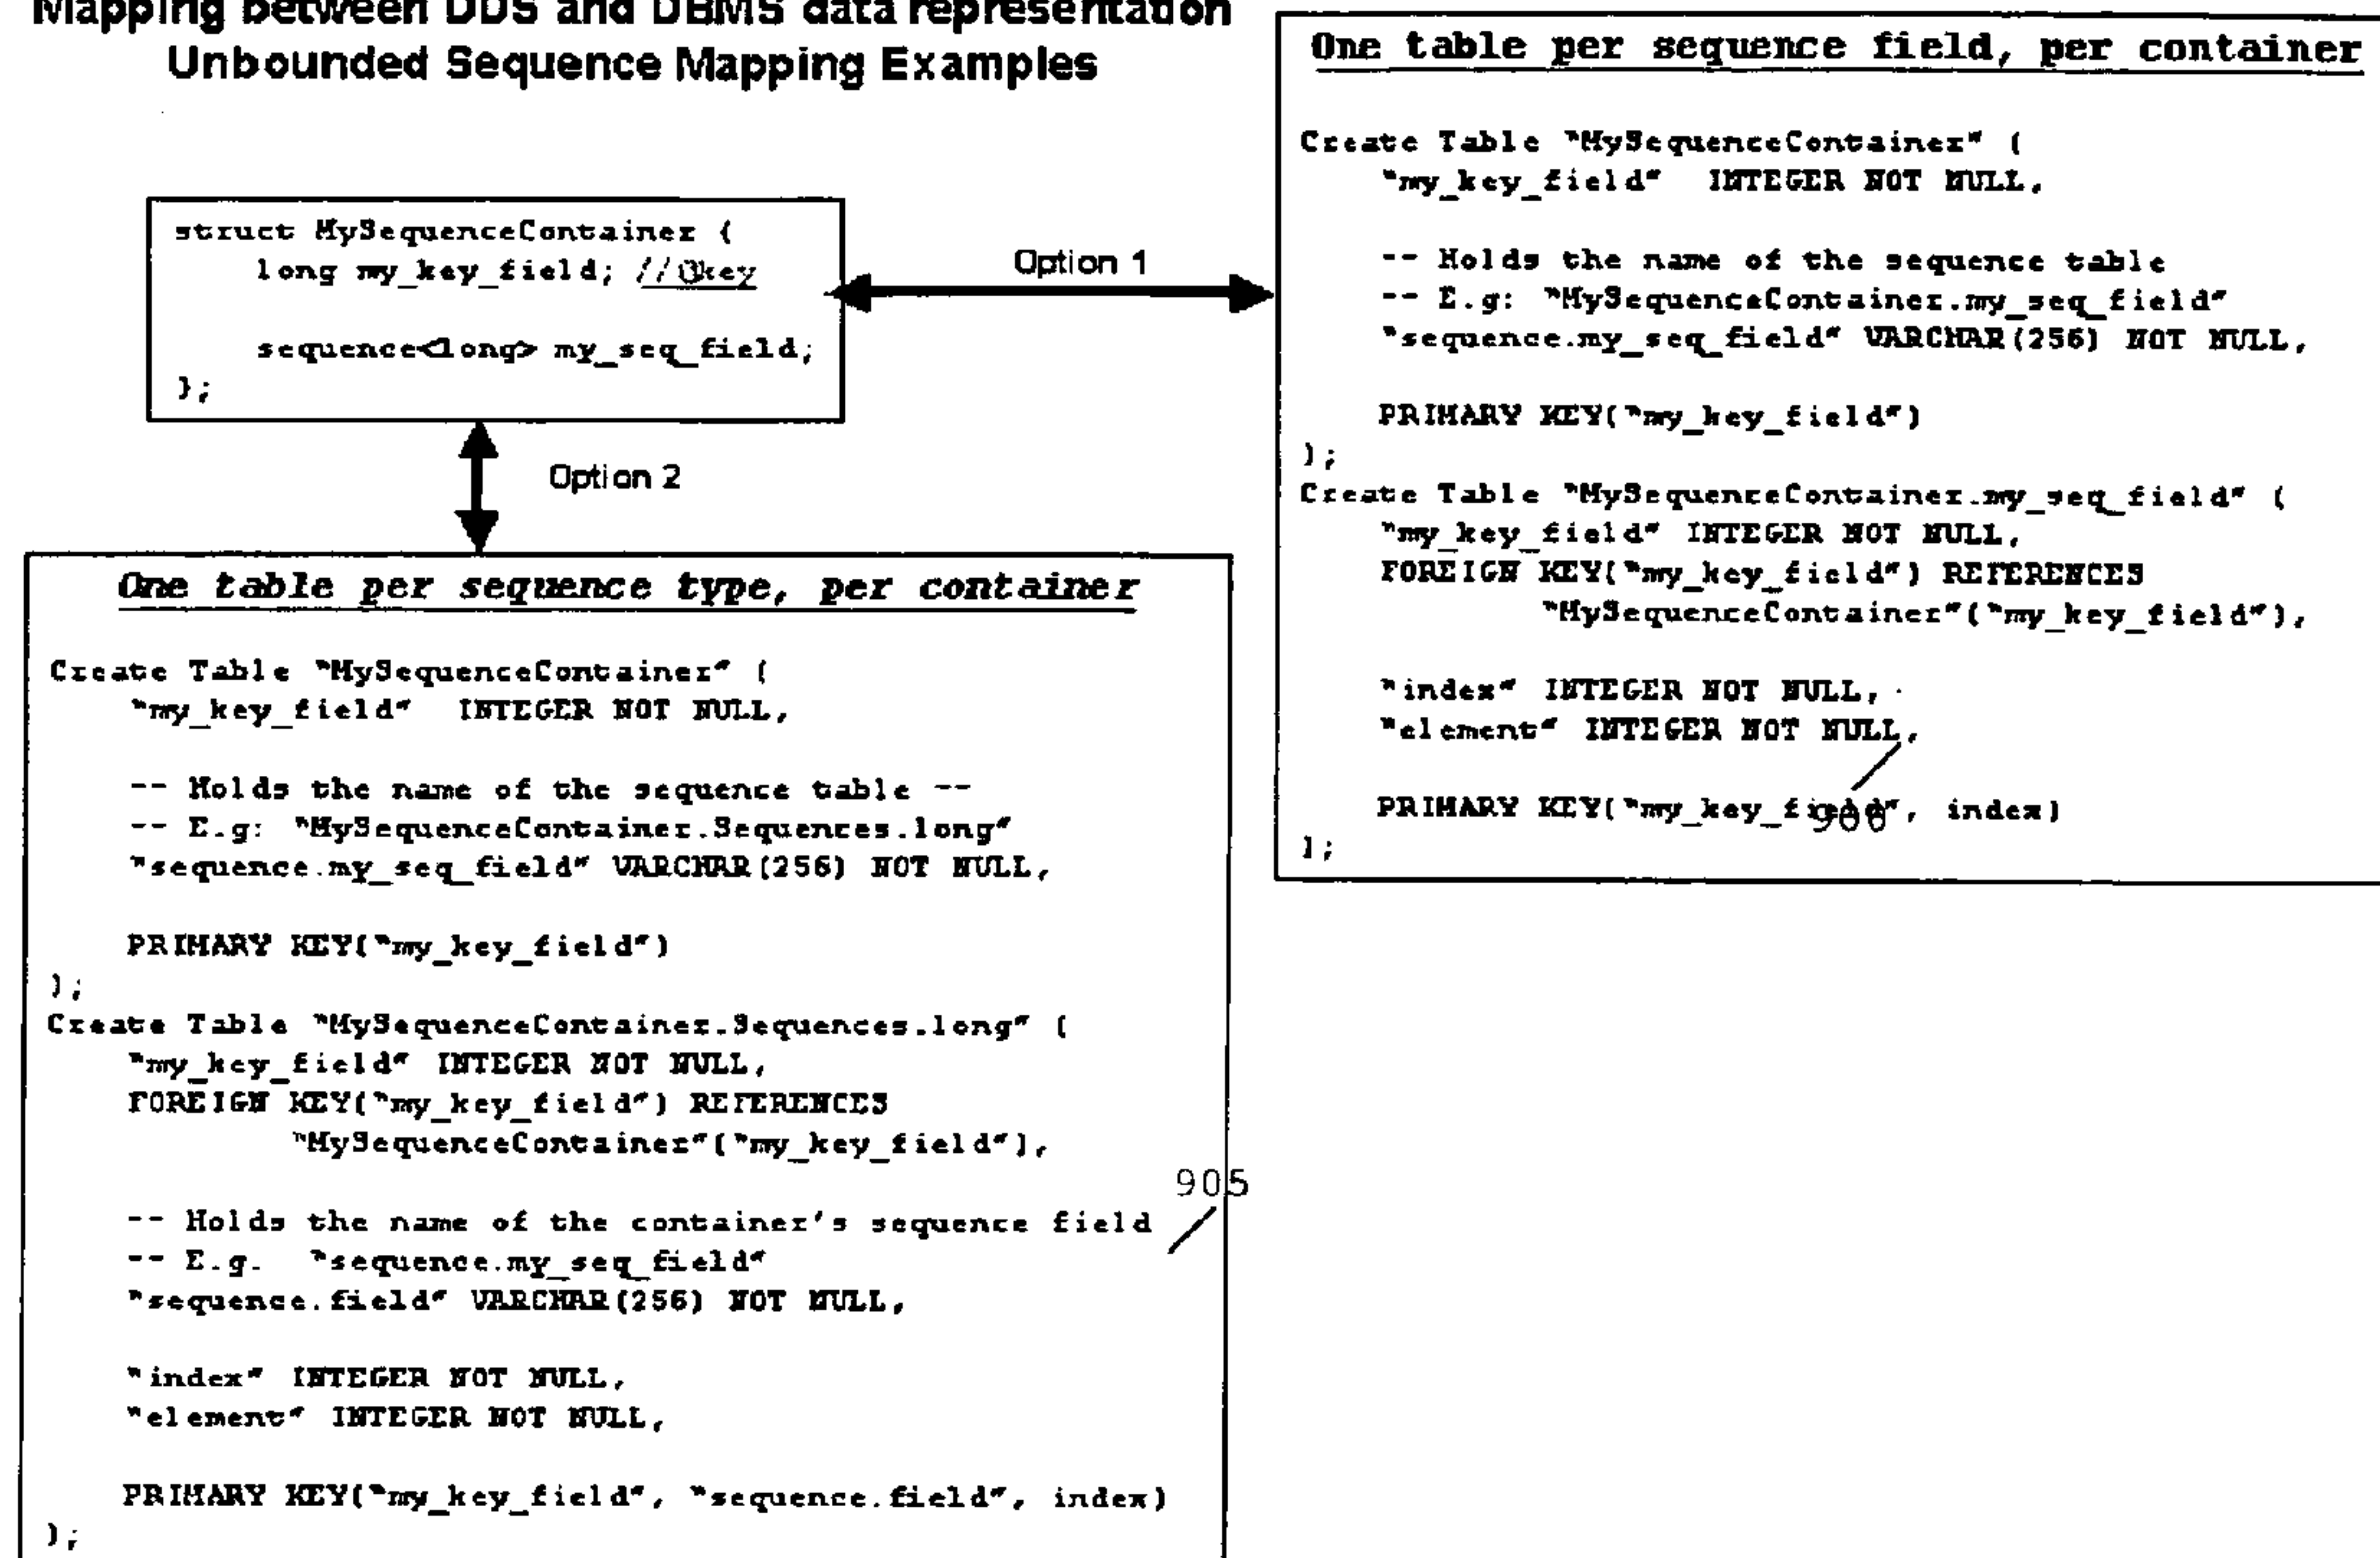 Mapping between DDS and DBMS data representation
Unbounded Sequence Mapping Examples
struct MySequenceContainer {
long my_key_field; //@key
sequence<long> my_seq_field;
};
Option 1
Option 2
One table per sequence field, per container
Create Table "MySequenceContainer" (
"my_key_field" INTEGER NOT NULL,
-- Holds the name of the sequence table
-- E.g: "MySequenceContainer.my_seq_field"
"sequence.my_seq_field" VARCHAR(256) NOT NULL,
PRIMARY KEY("my_key_field")
);
Create Table "MySequenceContainer.my_seq_field" (
"my_key_field" INTEGER NOT NULL,
FOREIGN KEY("my_key_field") REFERENCES
"MySequenceContainer"("my_key_field"),
"index" INTEGER NOT NULL,
"element" INTEGER NOT NULL,
PRIMARY KEY("my_key_field", index)
900
);
One table per sequence type, per container
Create Table "MySequenceContainer" (
"my_key_field" INTEGER NOT NULL,
-- Holds the name of the sequence table --
-- E.g: "MySequenceContainer.Sequences.long"
"sequence.my_seq_field" VARCHAR(256) NOT NULL,
PRIMARY KEY("my_key_field")
);
Create Table "MySequenceContainer.Sequences.long" (
"my_key_field" INTEGER NOT NULL,
FOREIGN KEY("my_key_field") REFERENCES
"MySequenceContainer"("my_key_field"),
905
-- Holds the name of the container's sequence field
-- E.g. "sequence.my_seq_field"
"sequence.field" VARCHAR(256) NOT NULL,
"index" INTEGER NOT NULL,
"element" INTEGER NOT NULL,
PRIMARY KEY("my_key_field", "sequence.field", index)
);